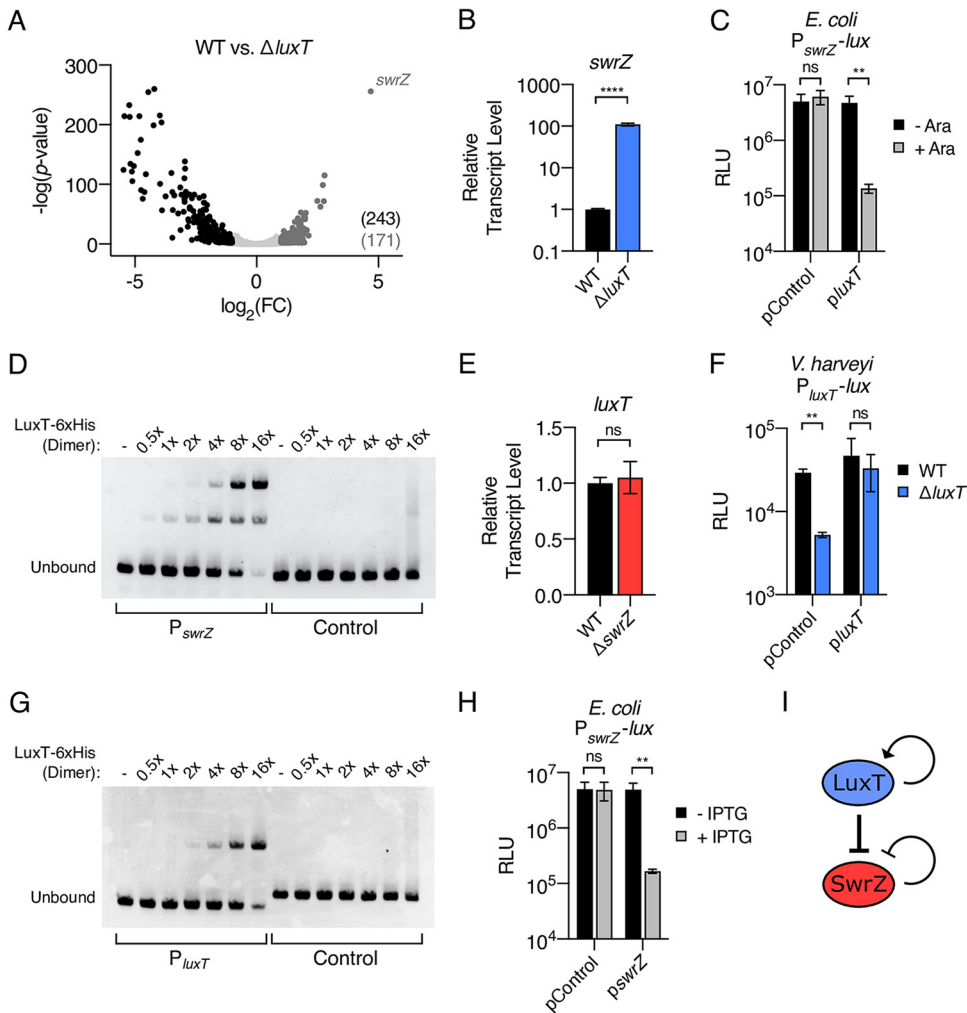 A
WT vs. ΔluxT
300
200
100
0
-log(p-value)
-5
0
5
log2(FC)
swrZ
(243)
(171)
B
swrZ
****
1000
100
10
1
0.1
Relative
Transcript Level
WT
ΔluxT
C
E. coli
PswrZ-lux
ns
**
10^7
10^6
10^5
10^4
RLU
pControl
pluxT
- Ara
+ Ara
D
LuxT-6xHis
(Dimer):
- 0.5x 1x 2x 4x 8x 16x - 0.5x 1x 2x 4x 8x 16x
Unbound
PswrZ
Control
E
luxT
ns
1.5
1.0
0.5
0.0
Relative
Transcript Level
WT
ΔswrZ
F
V. harveyi
PluxT-lux
**
ns
10^5
10^4
10^3
RLU
pControl
pluxT
WT
ΔluxT
G
LuxT-6xHis
(Dimer):
- 0.5x 1x 2x 4x 8x 16x - 0.5x 1x 2x 4x 8x 16x
Unbound
PluxT
Control
H
E. coli
PswrZ-lux
ns
**
10^7
10^6
10^5
10^4
RLU
pControl
pswrZ
- IPTG
+ IPTG
I
LuxT
SwrZ